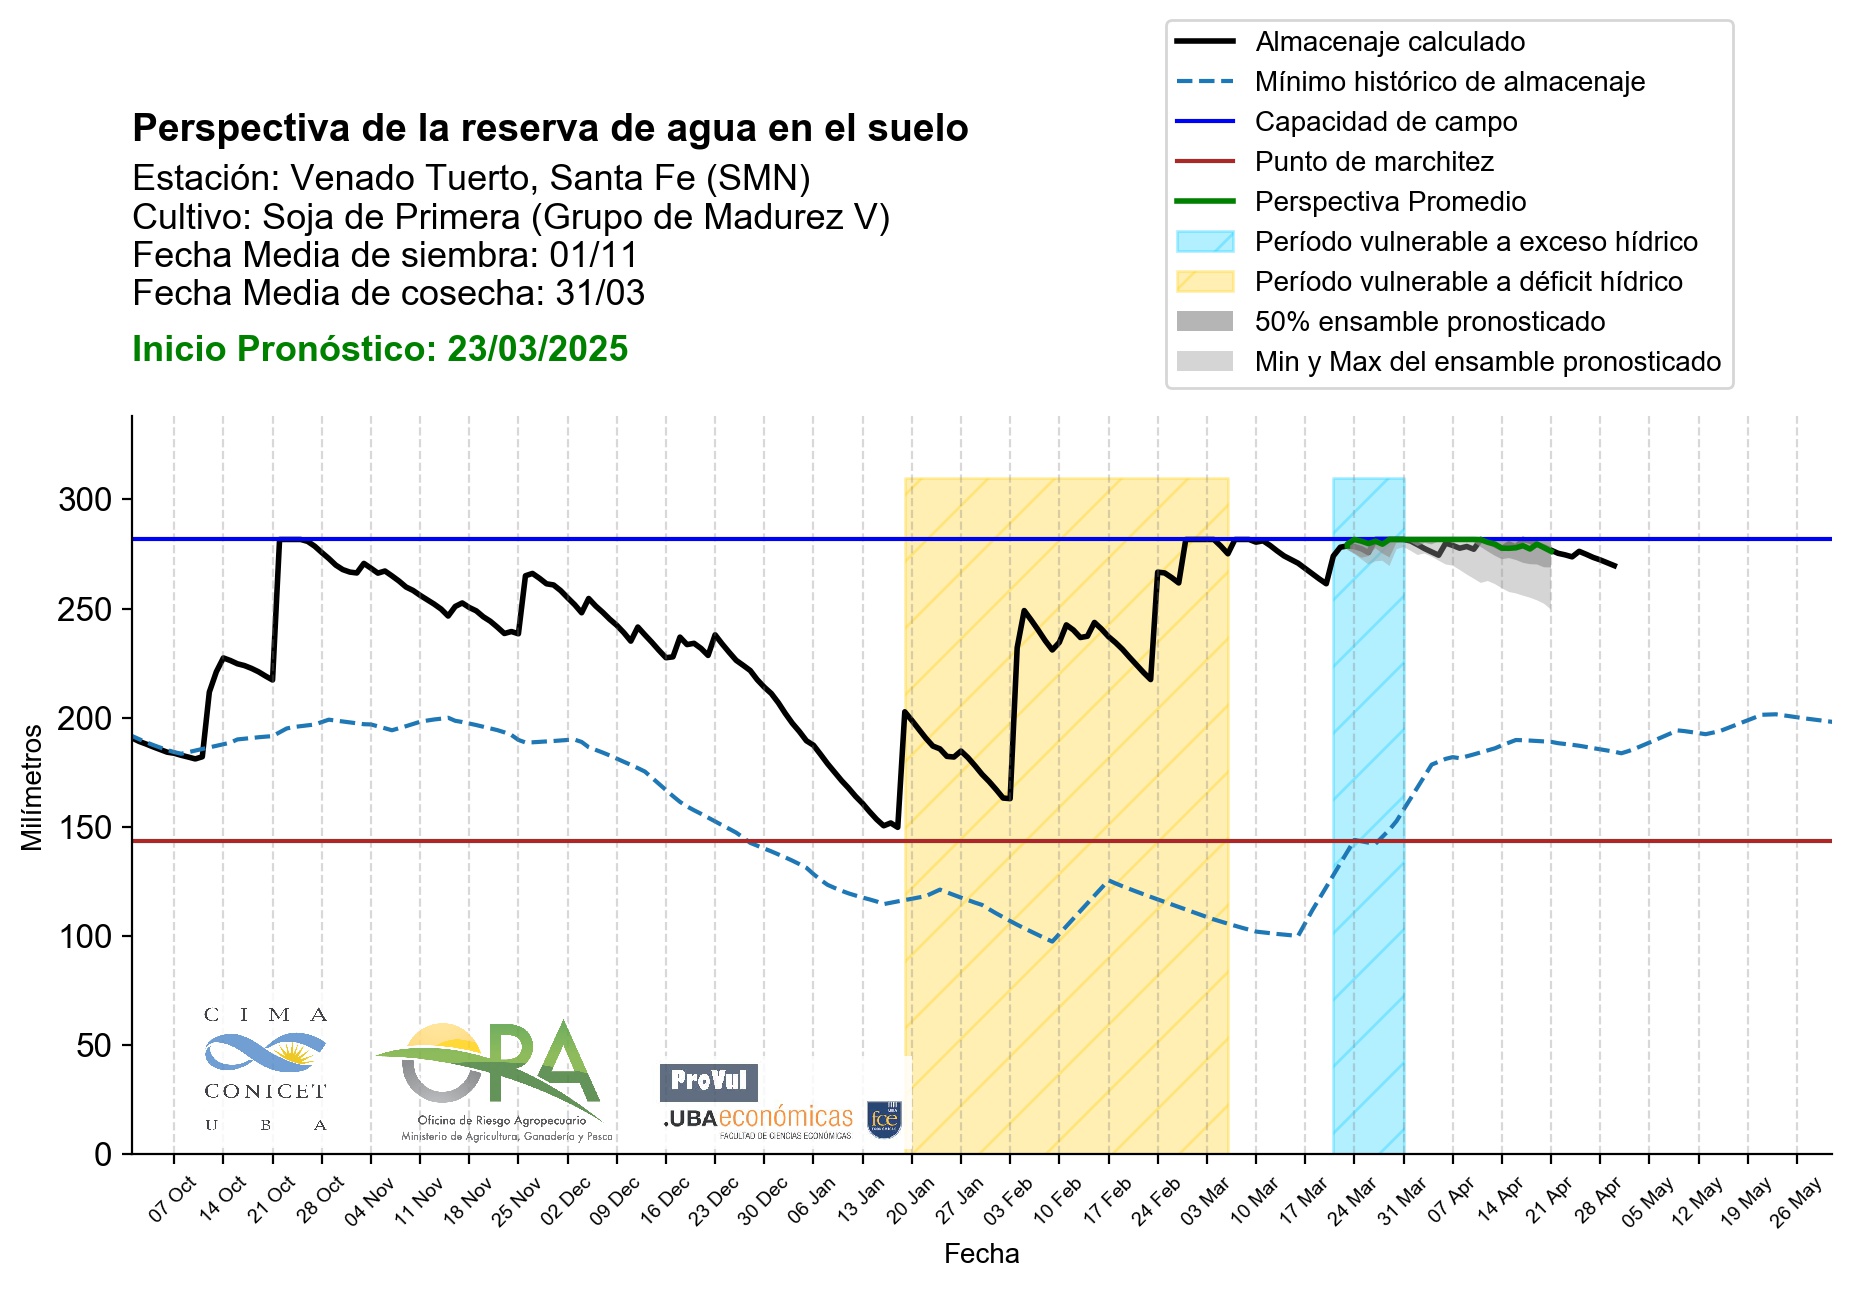 Almacenaje calculado
Mínimo histórico de almacenaje
Capacidad de campo
Punto de marchitez
Perspectiva Promedio
Período vulnerable a exceso hídrico
Período vulnerable a déficit hídrico
50% ensamble pronosticado
Min y Max del ensamble pronosticado
Perspectiva de la reserva de agua en el suelo
Estación: Venado Tuerto, Santa Fe (SMN)
Cultivo: Soja de Primera (Grupo de Madurez V)
Fecha Media de siembra: 01/11
Fecha Media de cosecha: 31/03
Inicio Pronóstico: 23/03/2025
Milímetros
300
250
200
150
100
50
0
CIMA
CONICET
UBA
ORA
Oficina de Riesgo Agropecuario
Ministerio de Agricultura, Ganadería y Pesca
ProVul
.UBAeconómicas
FACULTAD DE CIENCIAS ECONÓMICAS
fce
07 Oct
14 Oct
21 Oct
28 Oct
04 Nov
11 Nov
18 Nov
25 Nov
02 Dec
09 Dec
16 Dec
23 Dec
30 Dec
06 Jan
13 Jan
20 Jan
27 Jan
03 Feb
10 Feb
17 Feb
24 Feb
03 Mar
10 Mar
17 Mar
24 Mar
31 Mar
07 Apr
14 Apr
21 Apr
28 Apr
05 May
12 May
19 May
26 May
Fecha